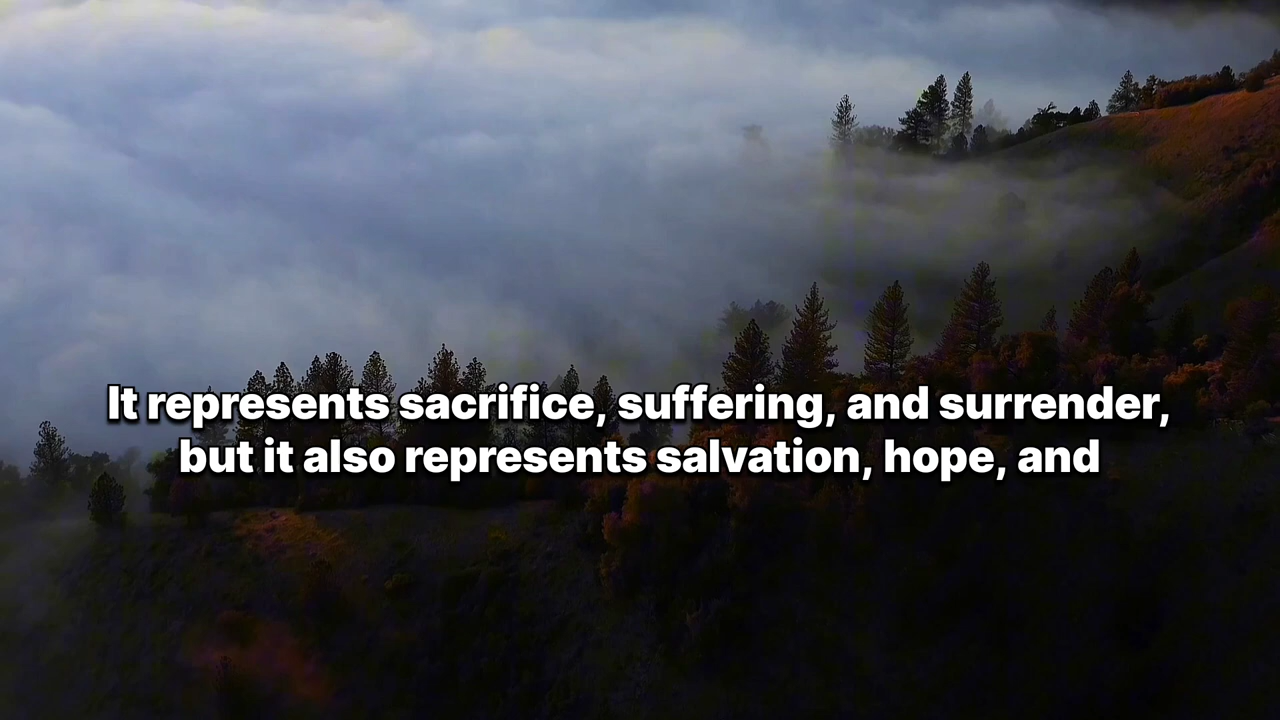 It represents sacrifice, suffering, and surrender,
but it also represents salvation, hope, and